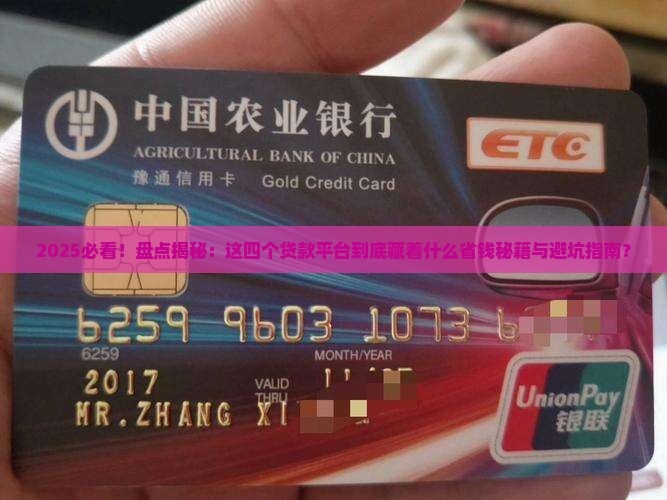 中国农业银行
AGRICULTURAL BANK OF CHINA
ETC
豫通信用卡 Gold Credit Card
2025必看！盘点揭秘：这四个贷款平台到底藏着什么省钱秘籍与避坑指南？
6259 9603 1073 6
6259
MONTH/YEAR
2017
VALID THRU
MR.ZHANG XI
UnionPay
银联